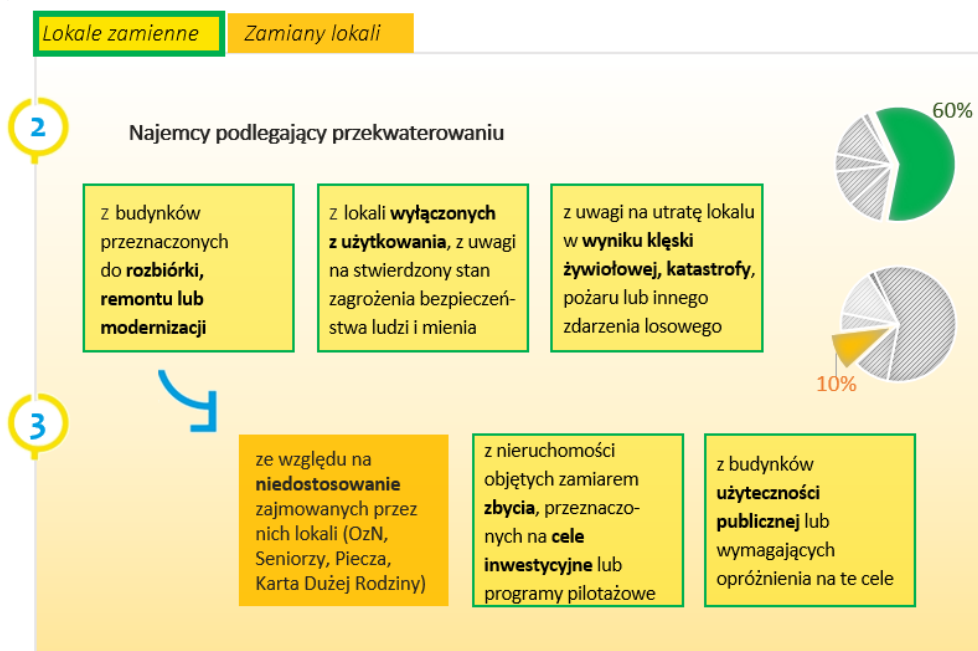 Lokale zamienne
Zamiany lokali
2
Najemcy podlegający przekwaterowaniu
60%
z budynków
przeznaczonych
do rozbiórki,
remontu lub
modernizacji
z lokali wyłączonych
z użytkowania, z uwagi
na stwierdzony stan
zagrożenia bezpieczeń-
stwa ludzi i mienia
z uwagi na utratę lokalu
w wyniku klęski
żywiołowej, katastrofy,
pożaru lub innego
zdarzenia losowego
10%
3
ze względu na
niedostosowanie
zajmowanych przez
nich lokali (OzN,
Seniorzy, Piecza,
Karta Dużej Rodziny)
z nieruchomości
objętych zamiarem
zbycia, przeznaczo-
nych na cele
inwestycyjne lub
programy pilotażowe
z budynków
użyteczności
publicznej lub
wymagających
opróżnienia na te cele